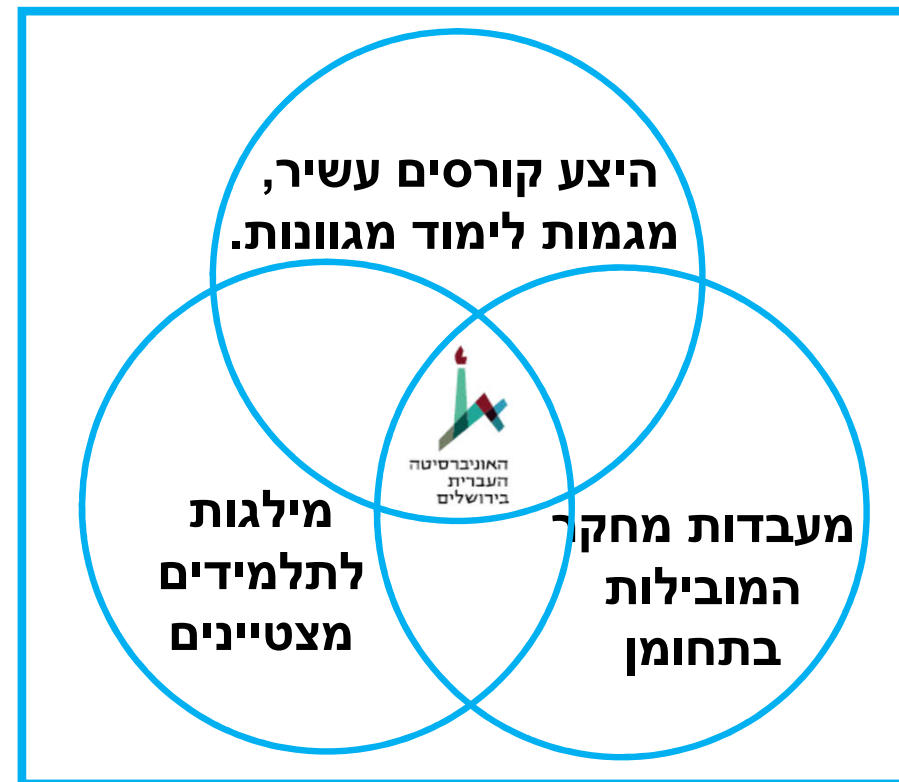 היצע קורסים עשיר,
מגמות לימוד מגוונות.
האוניברסיטה
העברית
בירושלים
מילגות
לתלמידים
מצטיינים
מעבדות מחקר
המובילות
בתחומן